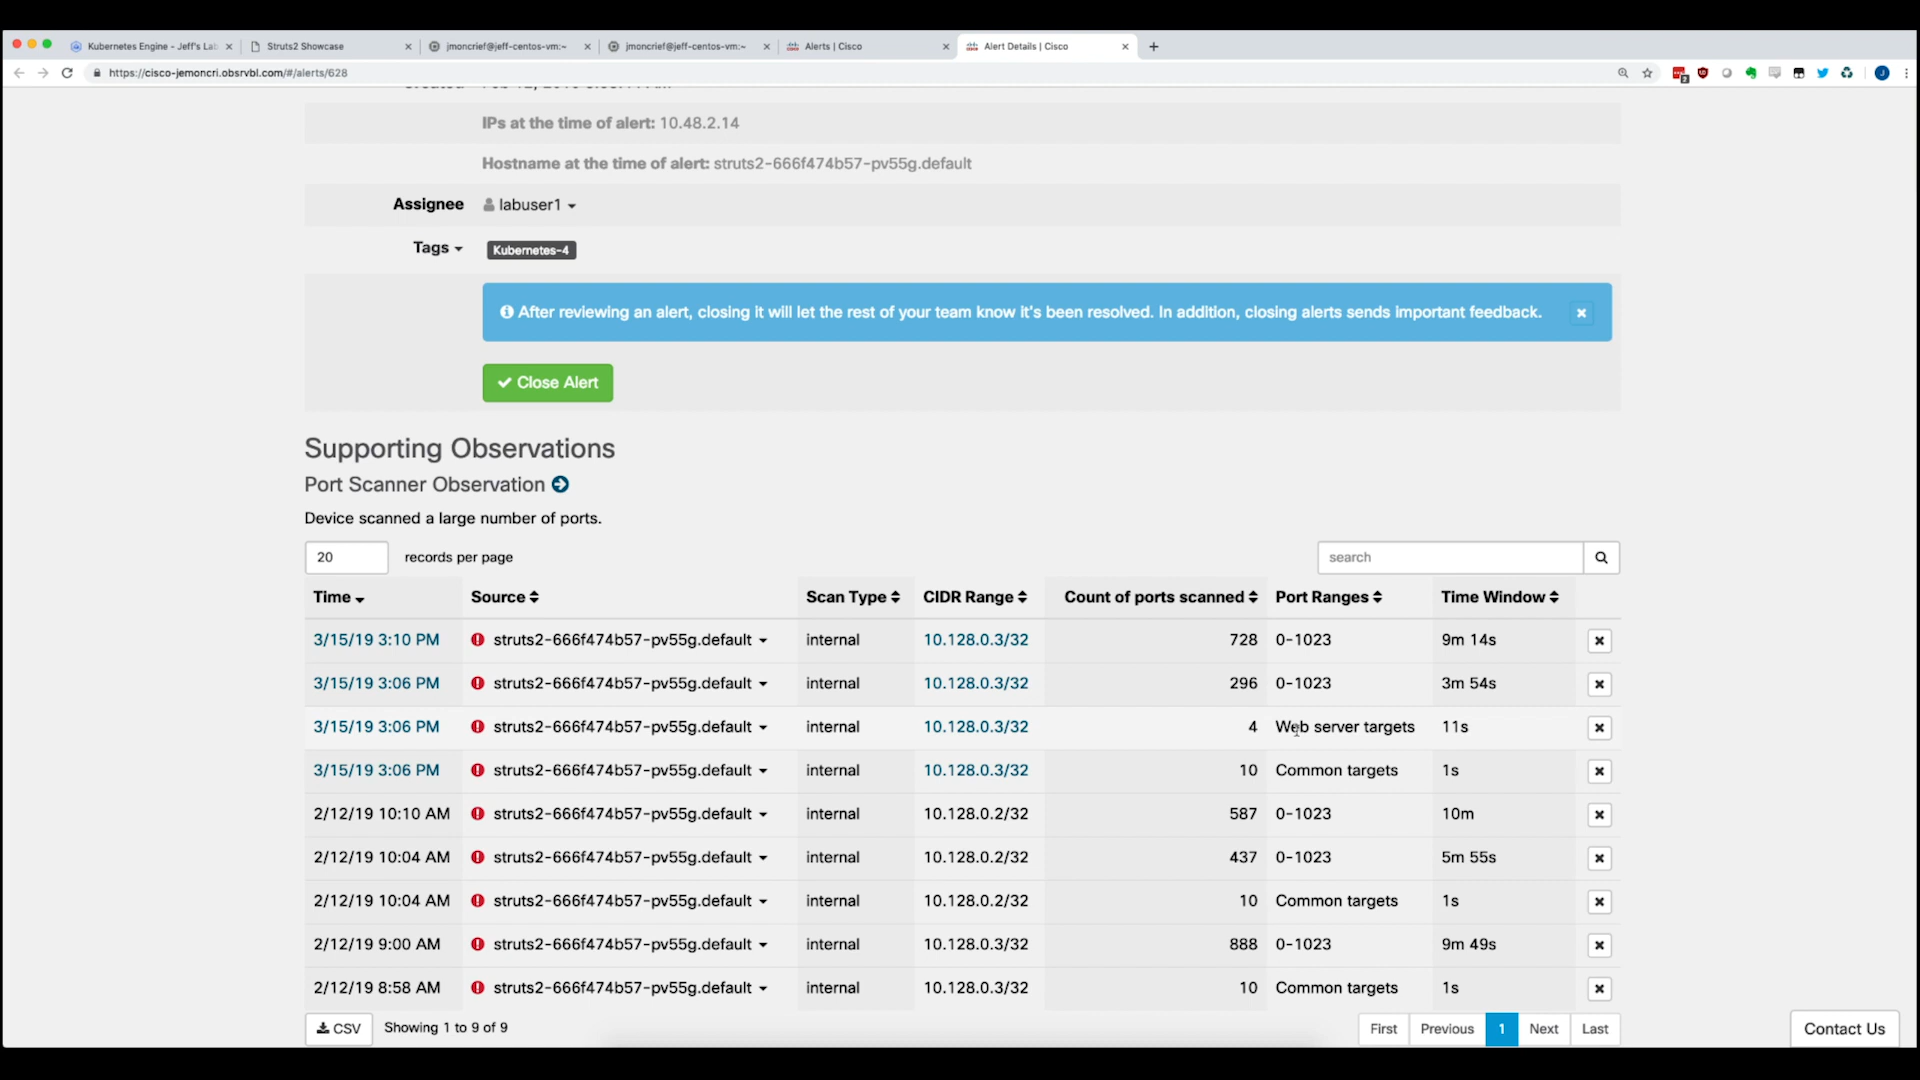 Kubernetes Engine - Jeff's Lab
Struts2 Showcase
jmoncrief@jeff-centos-vm:~
jmoncrief@jeff-centos-vm:~
Alerts | Cisco
Alert Details | Cisco
https://cisco-jemoncri.obsrvbl.com/#/alerts/628
IPs at the time of alert: 10.48.2.14
Hostname at the time of alert: struts2-666f474b57-pv55g.default
Assignee labuser1
Tags Kubernetes-4
After reviewing an alert, closing it will let the rest of your team know it's been resolved. In addition, closing alerts sends important feedback.
Close Alert
Supporting Observations
Port Scanner Observation
Device scanned a large number of ports.
20 records per page search
Time Source Scan Type CIDR Range Count of ports scanned Port Ranges Time Window
3/15/19 3:10 PM struts2-666f474b57-pv55g.default internal 10.128.0.3/32 728 0-1023 9m 14s
3/15/19 3:06 PM struts2-666f474b57-pv55g.default internal 10.128.0.3/32 296 0-1023 3m 54s
3/15/19 3:06 PM struts2-666f474b57-pv55g.default internal 10.128.0.3/32 4 Web server targets 11s
3/15/19 3:06 PM struts2-666f474b57-pv55g.default internal 10.128.0.3/32 10 Common targets 1s
2/12/19 10:10 AM struts2-666f474b57-pv55g.default internal 10.128.0.2/32 587 0-1023 10m
2/12/19 10:04 AM struts2-666f474b57-pv55g.default internal 10.128.0.2/32 437 0-1023 5m 55s
2/12/19 10:04 AM struts2-666f474b57-pv55g.default internal 10.128.0.2/32 10 Common targets 1s
2/12/19 9:00 AM struts2-666f474b57-pv55g.default internal 10.128.0.3/32 888 0-1023 9m 49s
2/12/19 8:58 AM struts2-666f474b57-pv55g.default internal 10.128.0.3/32 10 Common targets 1s
CSV Showing 1 to 9 of 9 First Previous 1 Next Last
Contact Us